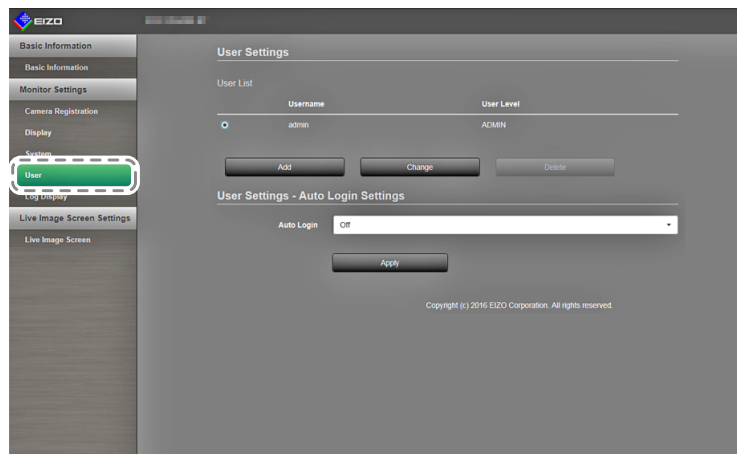 EIZO
Basic Information
Basic Information
Monitor Settings
Camera Registration
Display
System
User
Log Display
Live Image Screen Settings
Live Image Screen
User Settings
User List
Username User Level
admin ADMIN
Add Change Delete
User Settings - Auto Login Settings
Auto Login Off
Apply
Copyright (c) 2016 EIZO Corporation. All rights reserved.